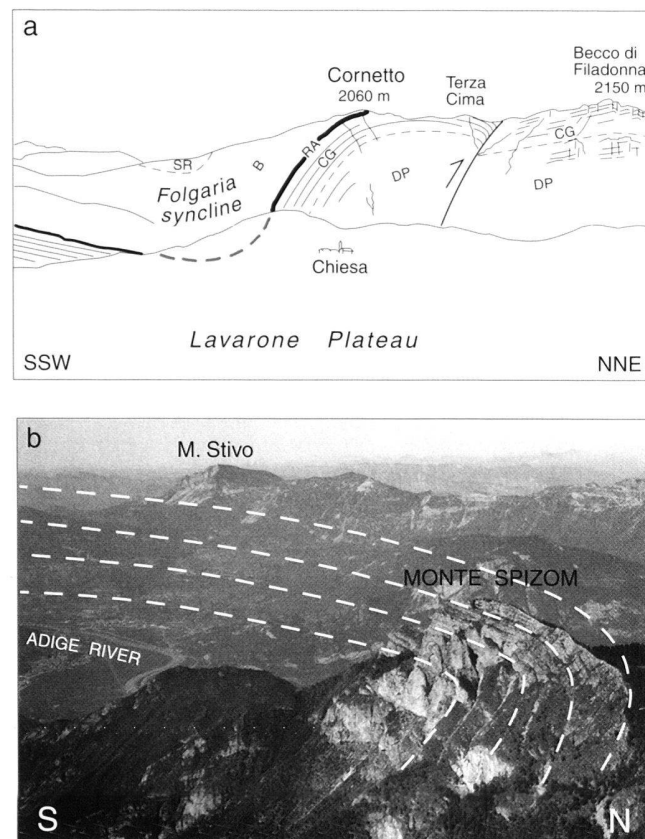 a
Cornetto
2060 m
Terza
Cima
Becco di
Filadonna
2150 m
SR
B
RA
CG
CG
DP
DP
Folgaria
syncline
Chiesa
Lavarone Plateau
SSW
NNE
b
M. Stivo
MONTE SPIZOM
ADIGE RIVER
S
N